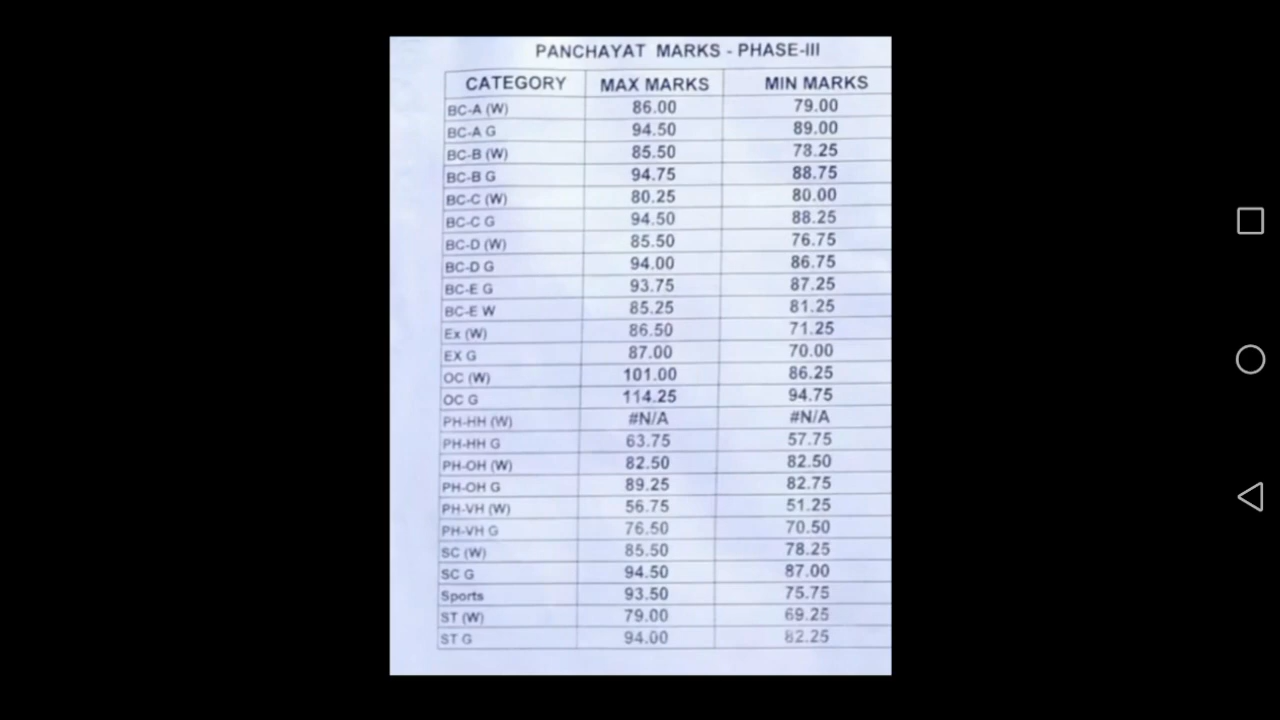 PANCHAYAT MARKS - PHASE-III
CATEGORY MAX MARKS MIN MARKS
BC-A (W) 86.00 79.00
BC-A G 94.50 89.00
BC-B (W) 85.50 78.25
BC-B G 94.75 88.75
BC-C (W) 80.25 80.00
BC-C G 94.50 88.25
BC-D (W) 85.50 76.75
BC-D G 94.00 86.75
BC-E G 93.75 87.25
BC-E W 85.25 81.25
Ex (W) 86.50 71.25
EX G 87.00 70.00
OC (W) 101.00 86.25
OC G 114.25 94.75
PH-HH (W) #N/A #N/A
PH-HH G 63.75 57.75
PH-OH (W) 82.50 82.50
PH-OH G 89.25 82.75
PH-VH (W) 56.75 51.25
PH-VH G 76.50 70.50
SC (W) 85.50 78.25
SC G 94.50 87.00
Sports 93.50 75.75
ST (W) 79.00 69.25
ST G 94.00 82.25